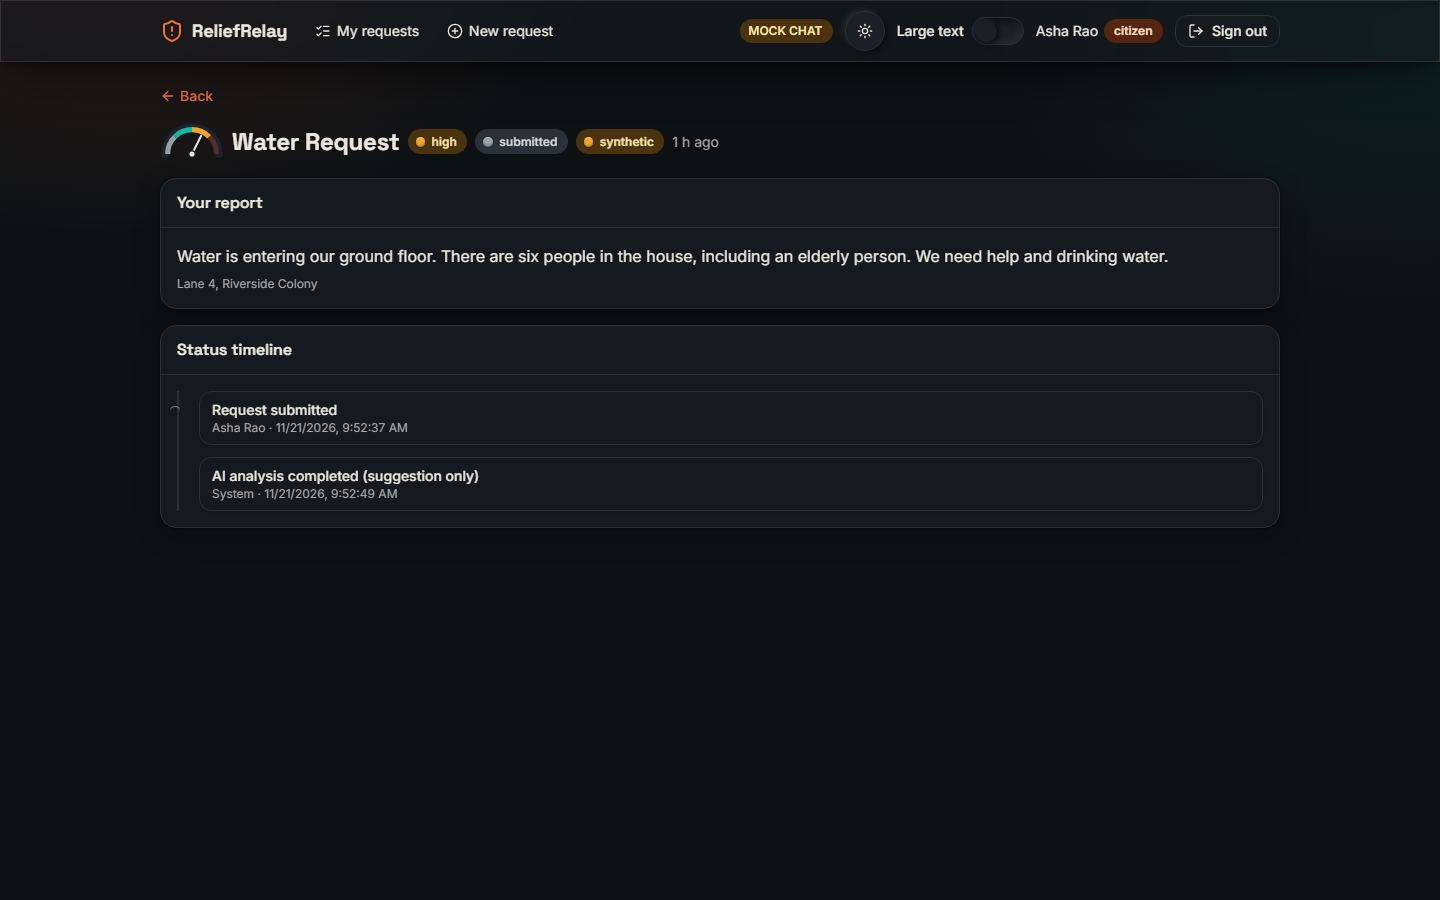 ReliefRelay
My requests
New request
MOCK CHAT
Large text
Asha Rao
citizen
Sign out
Back
Water Request
high
submitted
synthetic
1 h ago
Your report
Water is entering our ground floor. There are six people in the house, including an elderly person. We need help and drinking water.
Lane 4, Riverside Colony
Status timeline
Request submitted
Asha Rao · 11/21/2026, 9:52:37 AM
AI analysis completed (suggestion only)
System · 11/21/2026, 9:52:49 AM